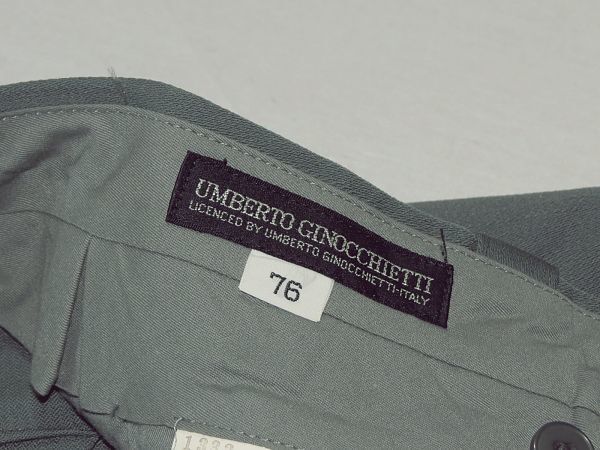 UMBERTO GINOCCHIETTI
LICENCED BY UMBERTO GINOCCHIETTI-ITALY
76